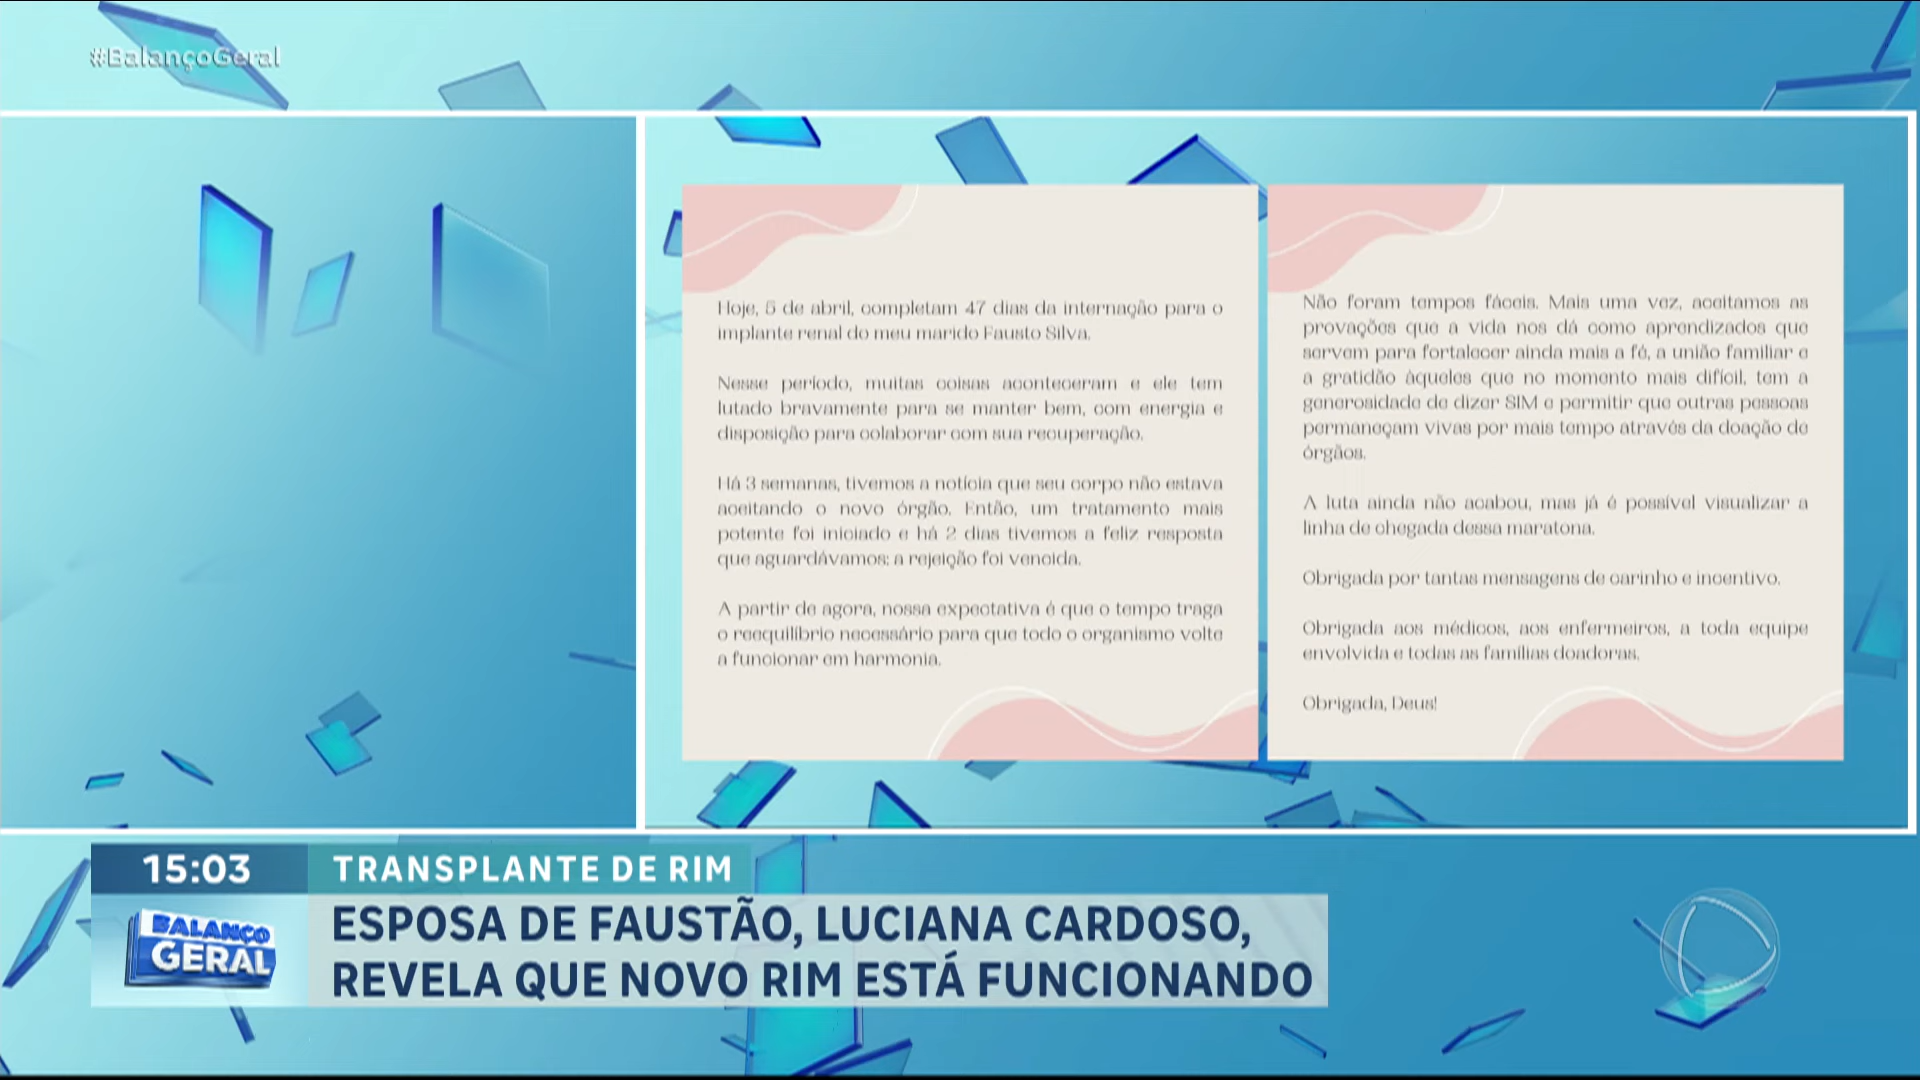 #BalançoGeral
Hoje, 5 de abril, completam 47 dias da internação para o
implante renal do meu marido Fausto Silva.
Nesse período, muitas coisas aconteceram e ele tem
lutado bravamente para se manter bem, com energia e
disposição para colaborar com sua recuperação.
Há 3 semanas, tivemos a notícia que seu corpo não estava
aceitando o novo órgão. Então, um tratamento mais
potente foi iniciado e há 2 dias tivemos a feliz resposta
que aguardávamos: a rejeição foi vencida.
A partir de agora, nossa expectativa é que o tempo traga
o reequilíbrio necessário para que todo o organismo volte
a funcionar em harmonia.
Não foram tempos fáceis. Mais uma vez, aceitamos as
provações que a vida nos dá como aprendizados que
servem para fortalecer ainda mais a fé, a união familiar e
a gratidão àqueles que no momento mais difícil, tem a
generosidade de dizer SIM e permitir que outras pessoas
permaneçam vivas por mais tempo através da doação de
órgãos.
A luta ainda não acabou, mas já é possível visualizar a
linha de chegada dessa maratona.
Obrigada por tantas mensagens de carinho e incentivo.
Obrigada aos médicos, aos enfermeiros, a toda equipe
envolvida e todas as famílias doadoras.
Obrigada, Deus!
15:03
TRANSPLANTE DE RIM
BALANÇO
GERAL
ESPOSA DE FAUSTÃO, LUCIANA CARDOSO,
REVELA QUE NOVO RIM ESTÁ FUNCIONANDO